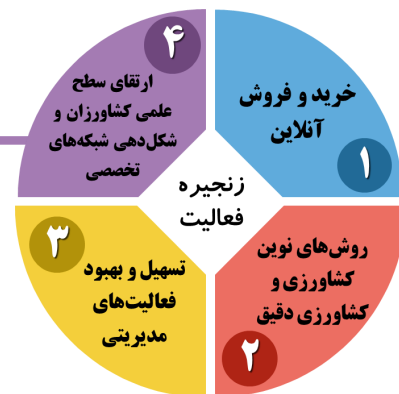 زنجیره
فعالیت
خرید و فروش
آنلاین
۱
روش‌های نوین
کشاورزی و
کشاورزی دقیق
۲
تسهیل و بهبود
فعالیت‌های
مدیریتی
۳
ارتقای سطح
علمی کشاورزان و
شکل‌دهی شبکه‌های
تخصصی
۴